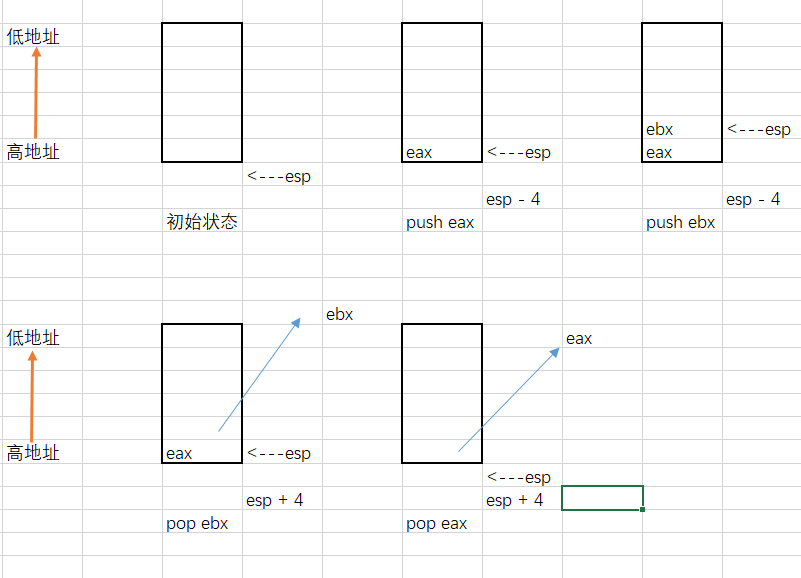 低地址
高地址
<---esp
初始状态
eax
<---esp
esp - 4
push eax
ebx
<---esp
eax
esp - 4
push ebx
低地址
高地址
ebx
eax
<---esp
esp + 4
pop ebx
eax
<---esp
esp + 4
pop eax